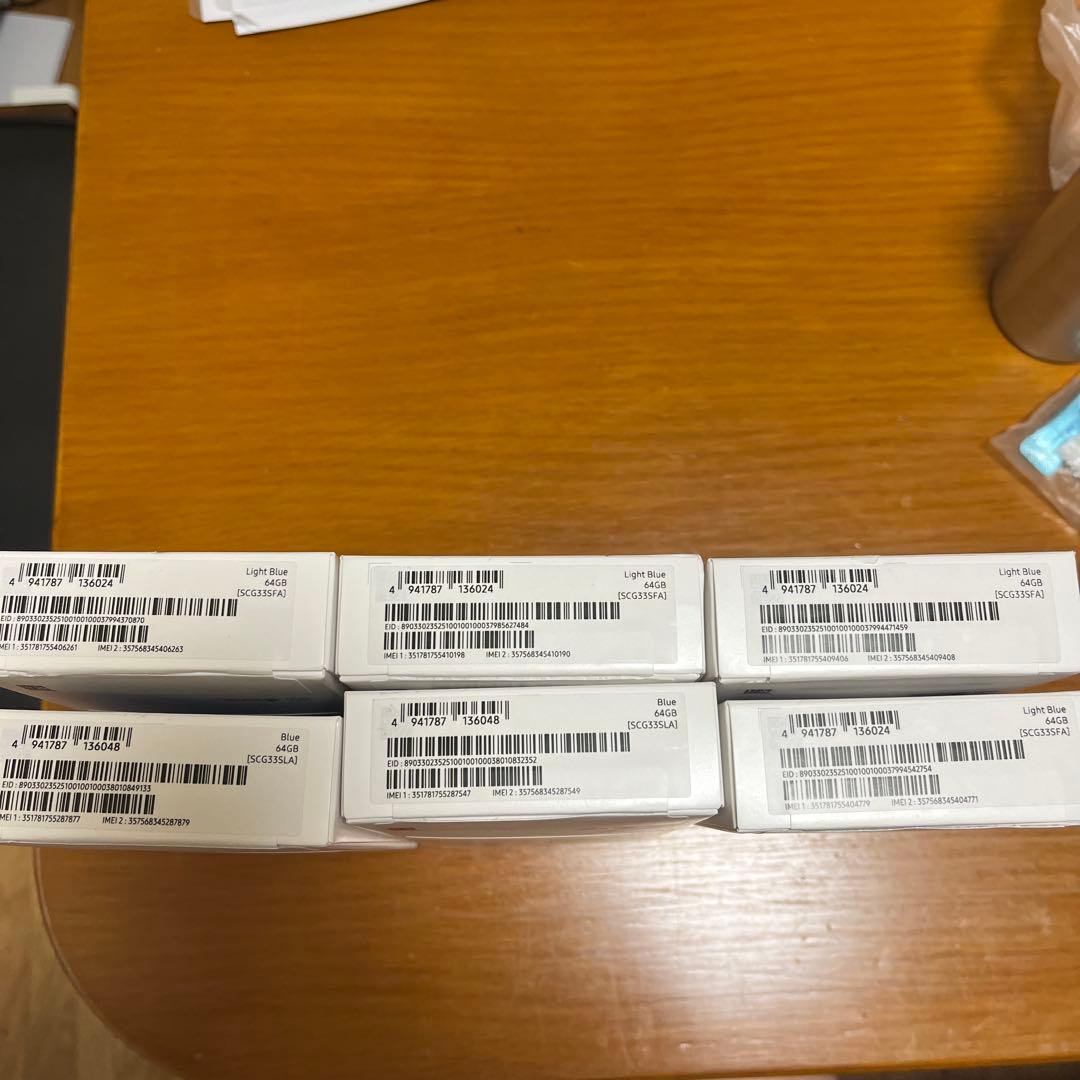 4 941787 136024
Light Blue
64GB
[SCG33SFA]
EID : 89033023525100100100037994370870
IMEI 1 : 351781755406261 IMEI 2 : 357568345406263
4 941787 136024
Light Blue
64GB
[SCG33SFA]
EID : 89033023525100100100037985627484
IMEI 1 : 351781755410198 IMEI 2 : 357568345410190
4 941787 136024
Light Blue
64GB
[SCG33SFA]
EID : 89033023525100100100037994471459
IMEI 1 : 351781755409406 IMEI 2 : 357568345409408
4 941787 136048
Blue
64GB
[SCG33SLA]
EID : 89033023525100100100038010849133
IMEI 1 : 351781755287877 IMEI 2 : 357568345287879
4 941787 136048
Blue
64GB
[SCG33SLA]
EID : 89033023525100100100038010832352
IMEI 1 : 351781755287547 IMEI 2 : 357568345287549
4 941787 136024
Light Blue
64GB
[SCG33SFA]
EID : 89033023525100100100037994542754
IMEI 1 : 351781755404779 IMEI 2 : 357568345404771